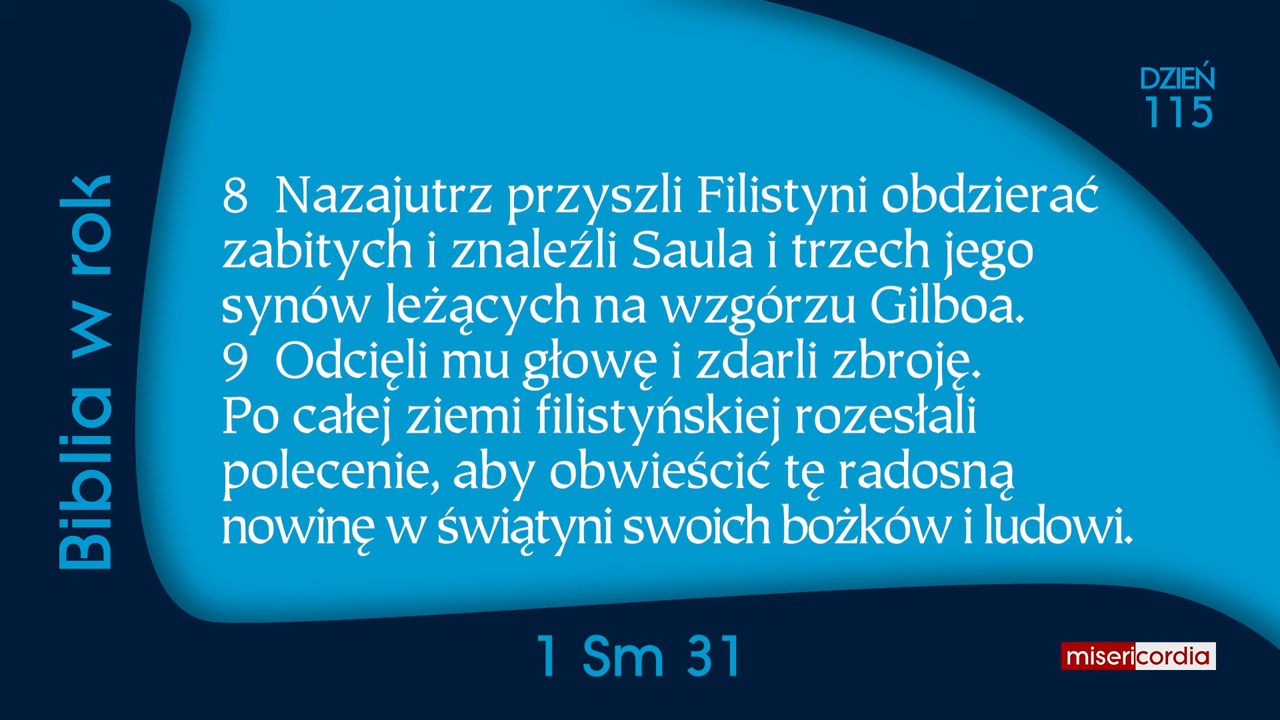 DZIEŃ
115
Biblia w rok
8 Nazajutrz przyszli Filistyni obdzierać
zabitych i znaleźli Saula i trzech jego
synów leżących na wzgórzu Gilboa.
9 Odcięli mu głowę i zdarli zbroję.
Po całej ziemi filistyńskiej rozesłali
polecenie, aby obwieścić tę radosną
nowinę w świątyni swoich bożków i ludowi.
1 Sm 31
misericordia